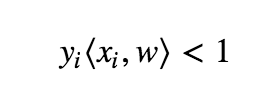 yᵢ⟨xᵢ, w⟩ < 1